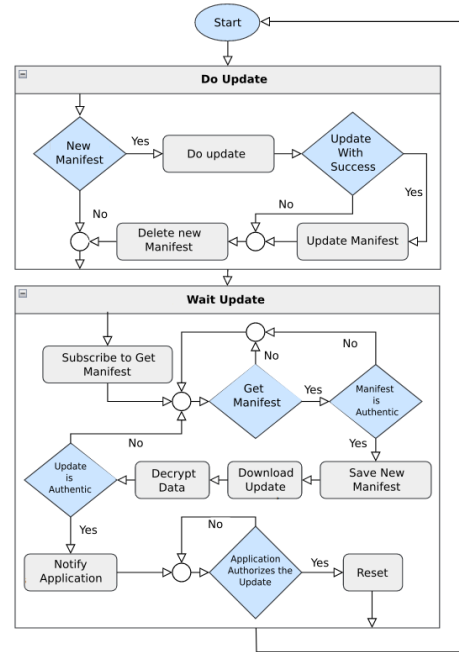 Start
Do Update
New
Manifest
Yes
Do update
Update
With
Success
Yes
No
No
Delete new
Manifest
Update Manifest
Wait Update
Subscribe to Get
Manifest
No
No
Get
Manifest
Yes
Manifest
is
Authentic
No
Yes
Update
is
Authentic
Decrypt
Data
Download
Update
Save New
Manifest
Yes
No
Notify
Application
Application
Authorizes the
Update
Yes
Reset